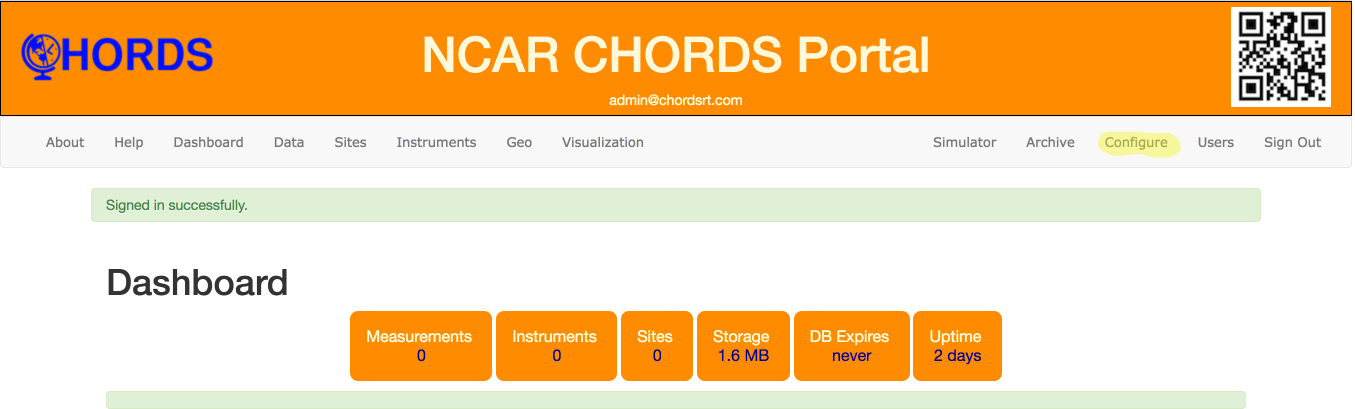 CHORDS
NCAR CHORDS Portal
admin@chordsrt.com
About Help Dashboard Data Sites Instruments Geo Visualization Simulator Archive Configure Users Sign Out
Signed in successfully.
Dashboard
Measurements Instruments Sites Storage DB Expires Uptime
0 0 0 1.6 MB never 2 days